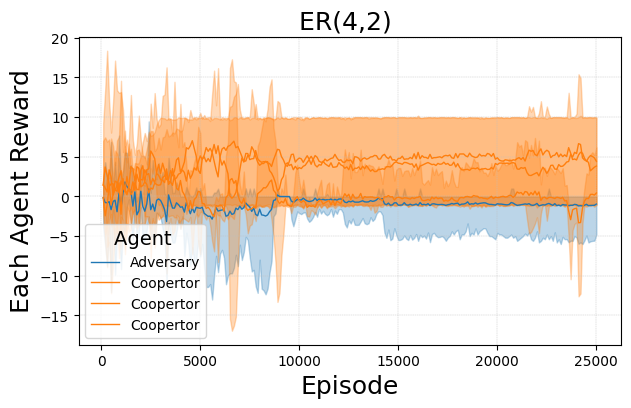 ER(4,2)
Each Agent Reward
20
15
10
5
0
−5
−10
−15
Agent
Adversary
Coopertor
Coopertor
Coopertor
0
5000
10000
15000
20000
25000
Episode